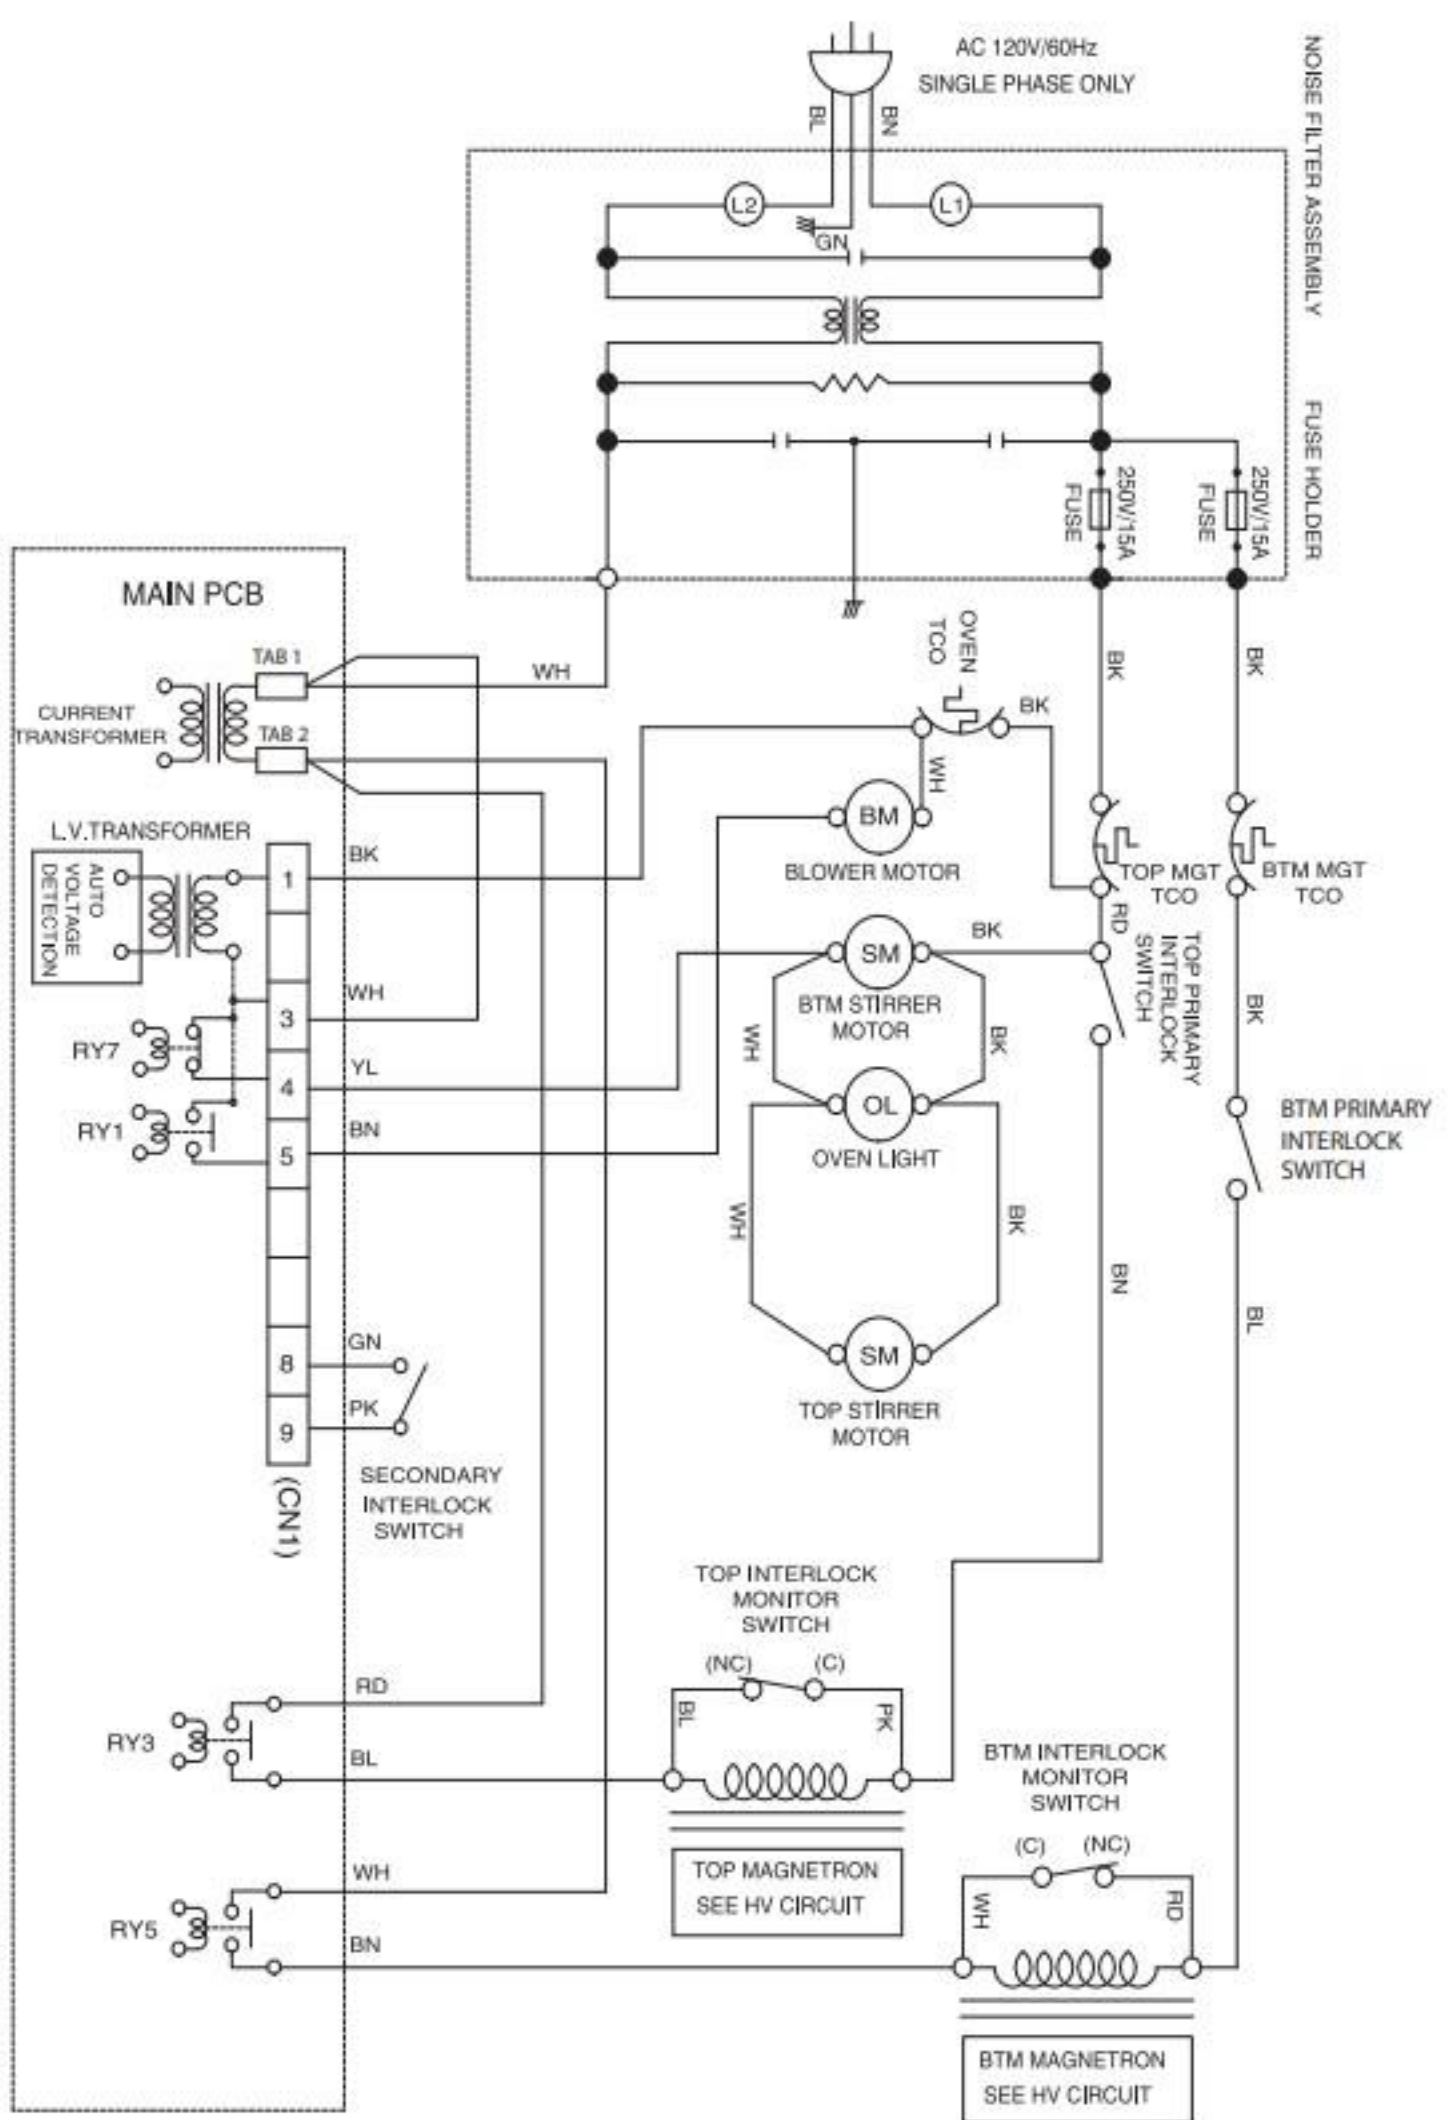 AC 120V/60Hz
SINGLE PHASE ONLY
NOISE FILTER ASSEMBLY
BL
BN
L2
L1
GN
FUSE HOLDER
250V/15A
FUSE
250V/15A
FUSE
MAIN PCB
TAB 1
WH
OVEN
TCO
BK
BK
BK
CURRENT
TRANSFORMER
TAB 2
WH
BM
BLOWER MOTOR
L.V.TRANSFORMER
AUTO
VOLTAGE
DETECTION
1
BK
TOP MGT
TCO
BTM MGT
TCO
RD
SM
BK
BTM STIRRER
MOTOR
TOP PRIMARY
INTERLOCK
SWITCH
WH
3
RY7
YL
4
WH
BK
BK
RY1
BN
5
OL
OVEN LIGHT
BTM PRIMARY
INTERLOCK
SWITCH
WH
BK
BN
BL
GN
8
PK
9
(CN1)
SECONDARY
INTERLOCK
SWITCH
SM
TOP STIRRER
MOTOR
TOP INTERLOCK
MONITOR
SWITCH
(NC)
(C)
RD
BL
PK
RY3
BL
BTM INTERLOCK
MONITOR
SWITCH
(C)
(NC)
TOP MAGNETRON
SEE HV CIRCUIT
WH
RY5
BN
WH
RD
BTM MAGNETRON
SEE HV CIRCUIT